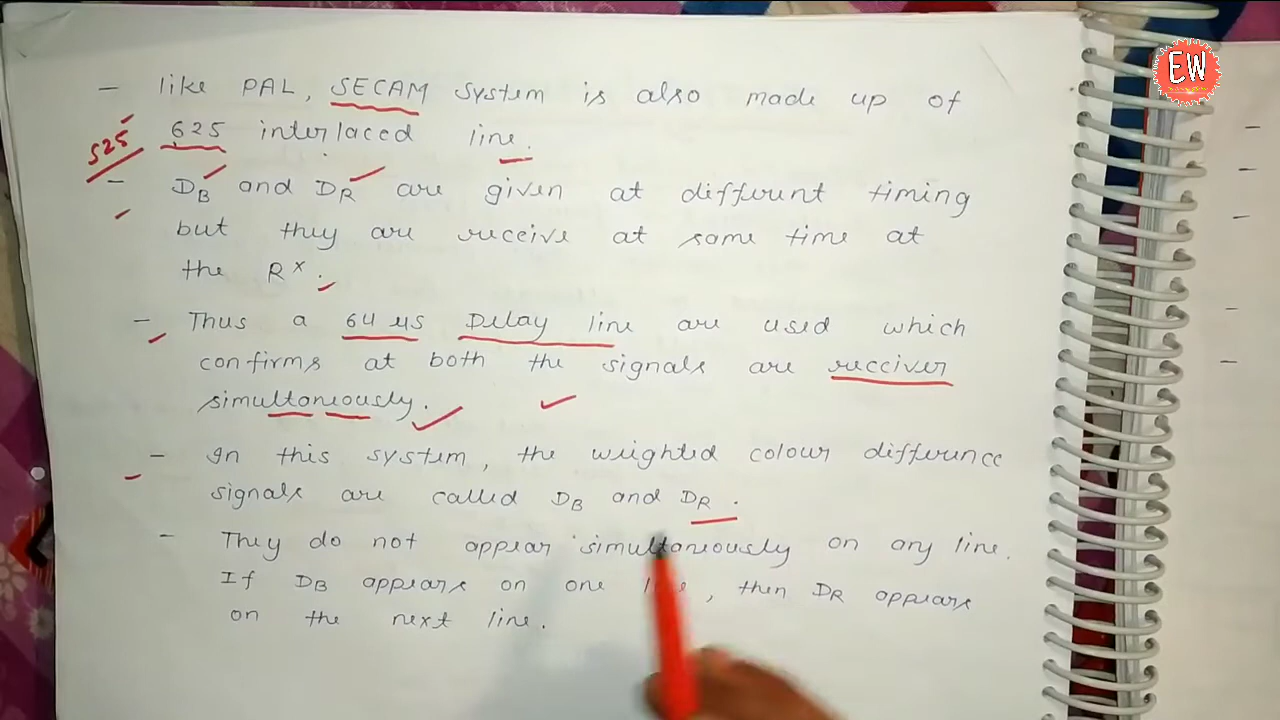 - like PAL, SECAM system is also made up of
525 625 interlaced line.
- DB and DR are given at different timing
but they are receive at same time at
the Rx.
- Thus a 64 us Delay line are used which
confirms at both the signals are reciver
simultaneously.
- In this system, the weighted colour difference
signals are called DB and DR.
- They do not appear simultaneously on any line.
If DB appears on one line, then DR appears
on the next line.
EW